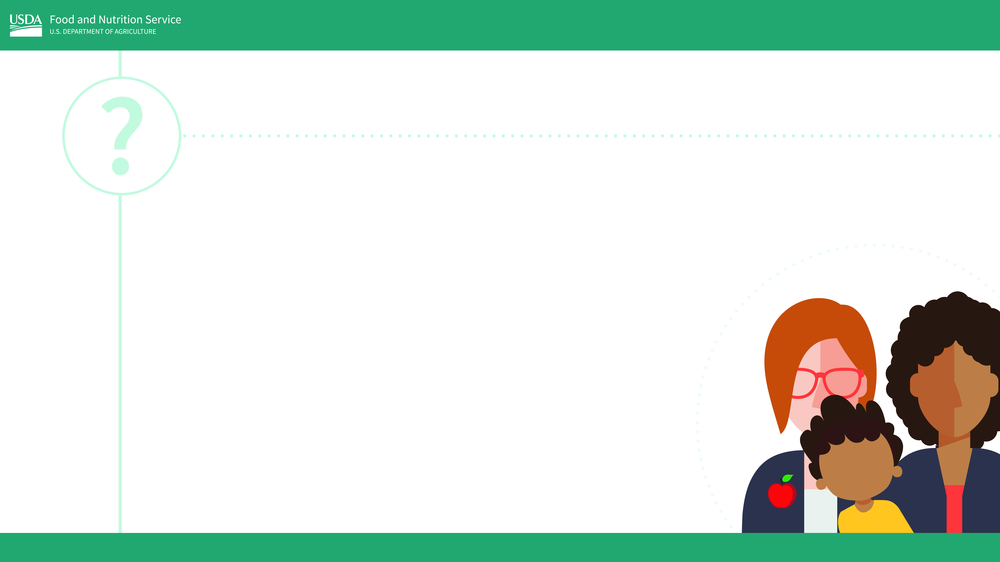 USDA
Food and Nutrition Service
U.S. DEPARTMENT OF AGRICULTURE
?